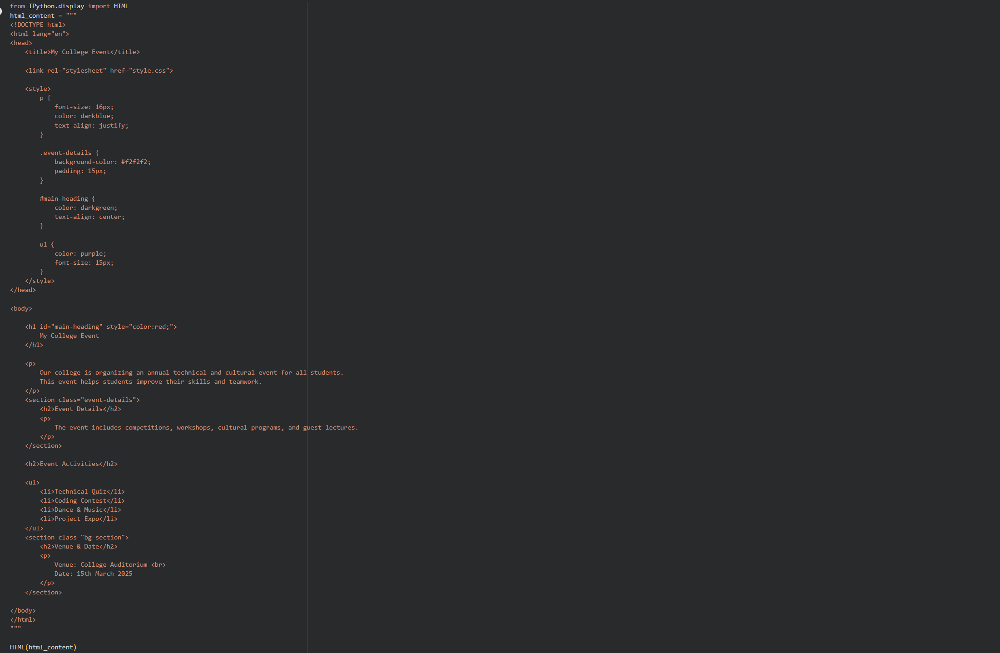 from IPython.display import HTML
html_content = """
<!DOCTYPE html>
<html lang="en">
<head>
    <title>My College Event</title>

    <link rel="stylesheet" href="style.css">

    <style>
        p {
            font-size: 16px;
            color: darkblue;
            text-align: justify;
        }

        .event-details {
            background-color: #f2f2f2;
            padding: 15px;
        }

        #main-heading {
            color: darkgreen;
            text-align: center;
        }

        ul {
            color: purple;
            font-size: 15px;
        }
    </style>
</head>

<body>

    <h1 id="main-heading" style="color:red;">
        My College Event
    </h1>

    <p>
        Our college is organizing an annual technical and cultural event for all students.
        This event helps students improve their skills and teamwork.
    </p>
    <section class="event-details">
        <h2>Event Details</h2>
        <p>
            The event includes competitions, workshops, cultural programs, and guest lectures.
        </p>
    </section>

    <h2>Event Activities</h2>

    <ul>
        <li>Technical Quiz</li>
        <li>Coding Contest</li>
        <li>Dance & Music</li>
        <li>Project Expo</li>
    </ul>
    <section class="bg-section">
        <h2>Venue & Date</h2>
        <p>
            Venue: College Auditorium <br>
            Date: 15th March 2025
        </p>
    </section>

</body>
</html>
"""

HTML(html_content)